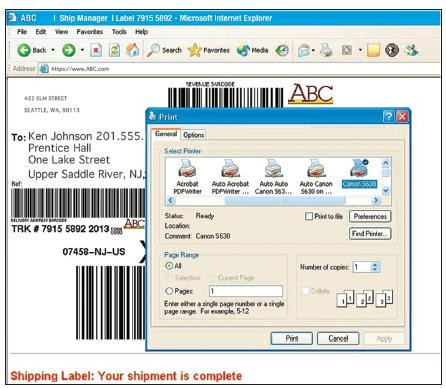 ABC | Ship Manager | Label 7915 5892 - Microsoft Internet Explorer
File Edit View Favorites Tools Help
Back Search Favorites Media
Address https://www.ABC.com
REVENUE BARCODE
ABC
422 ELM STREET
SEATTLE, WA, 98113
To: Ken Johnson 201.555.
Prentice Hall
One Lake Street
Upper Saddle River, NJ,
Ref:
DELIVERY ADDRESS BARCODE
ABC
TRK # 7915 5892 2013
07458-NJ-US
Print
General Options
Select Printer
Acrobat PDFWriter
Auto Acrobat PDFWriter ...
Auto Auto Canon S63...
Auto Canon S630 on ...
Canon S630
Status: Ready
Location:
Comment: Canon S630
Print to file Preferences
Find Printer...
Page Range
All
Selection Current Page
Pages: 1
Enter either a single page number or a single
page range. For example, 5-12
Number of copies: 1
Collate
1 1 2 2 3 3
Print Cancel Apply
Shipping Label: Your shipment is complete